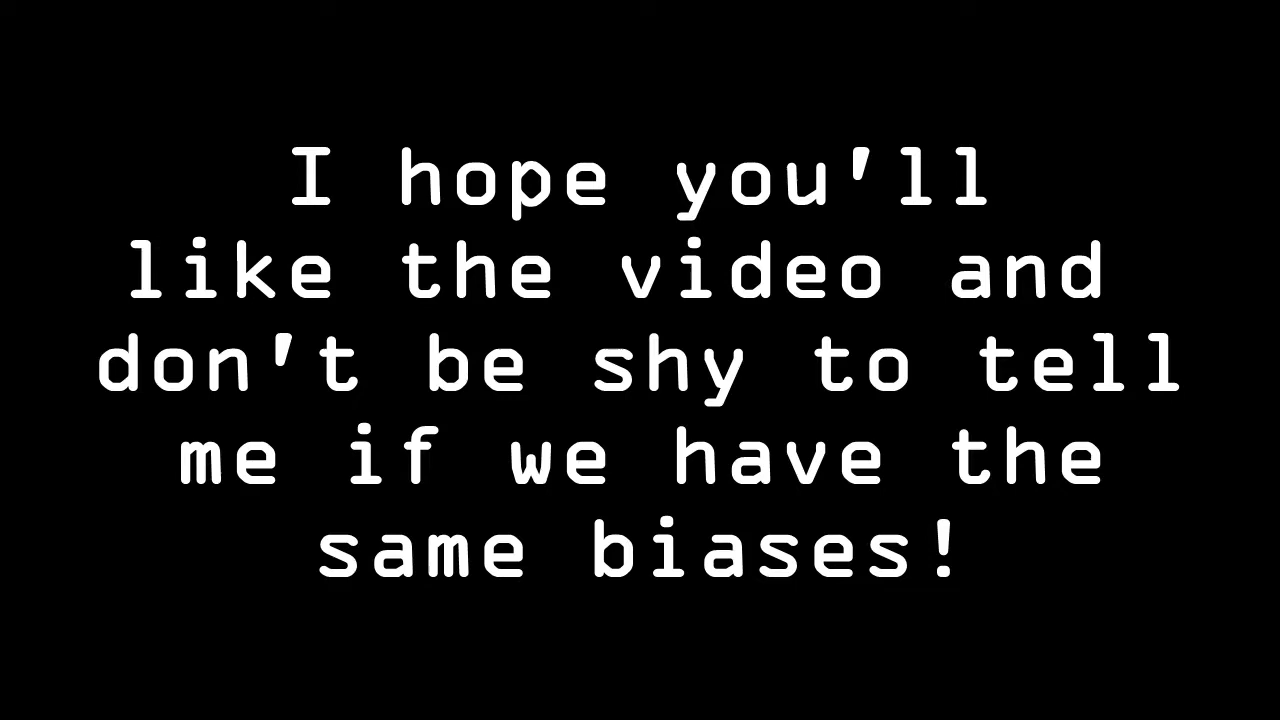 I hope you'll
like the video and
don't be shy to tell
me if we have the
same biases!